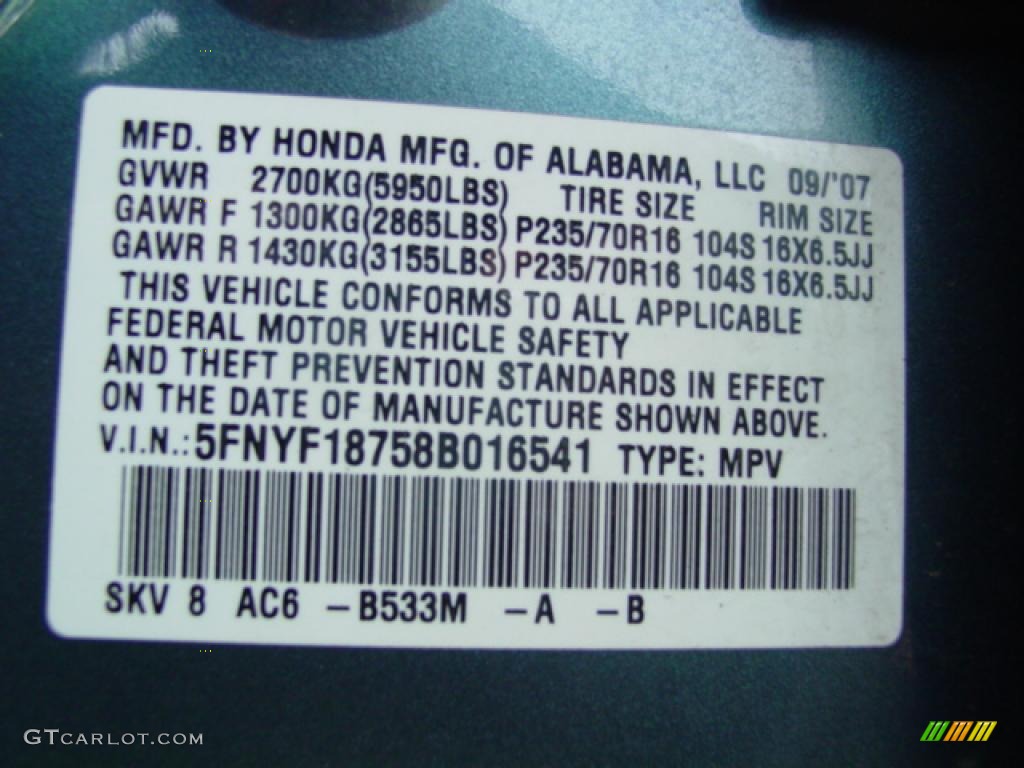 MFD. BY HONDA MFG. OF ALABAMA, LLC 09/'07
GVWR 2700KG(5950LBS) TIRE SIZE RIM SIZE
GAWR F 1300KG(2865LBS) P235/70R16 104S 16X6.5JJ
GAWR R 1430KG(3155LBS) P235/70R16 104S 16X6.5JJ
THIS VEHICLE CONFORMS TO ALL APPLICABLE
FEDERAL MOTOR VEHICLE SAFETY
AND THEFT PREVENTION STANDARDS IN EFFECT
ON THE DATE OF MANUFACTURE SHOWN ABOVE.
V.I.N.: 5FNYF18758B016541 TYPE: MPV
SKV 8 AC6 -B533M -A -B
GTCARLOT.COM